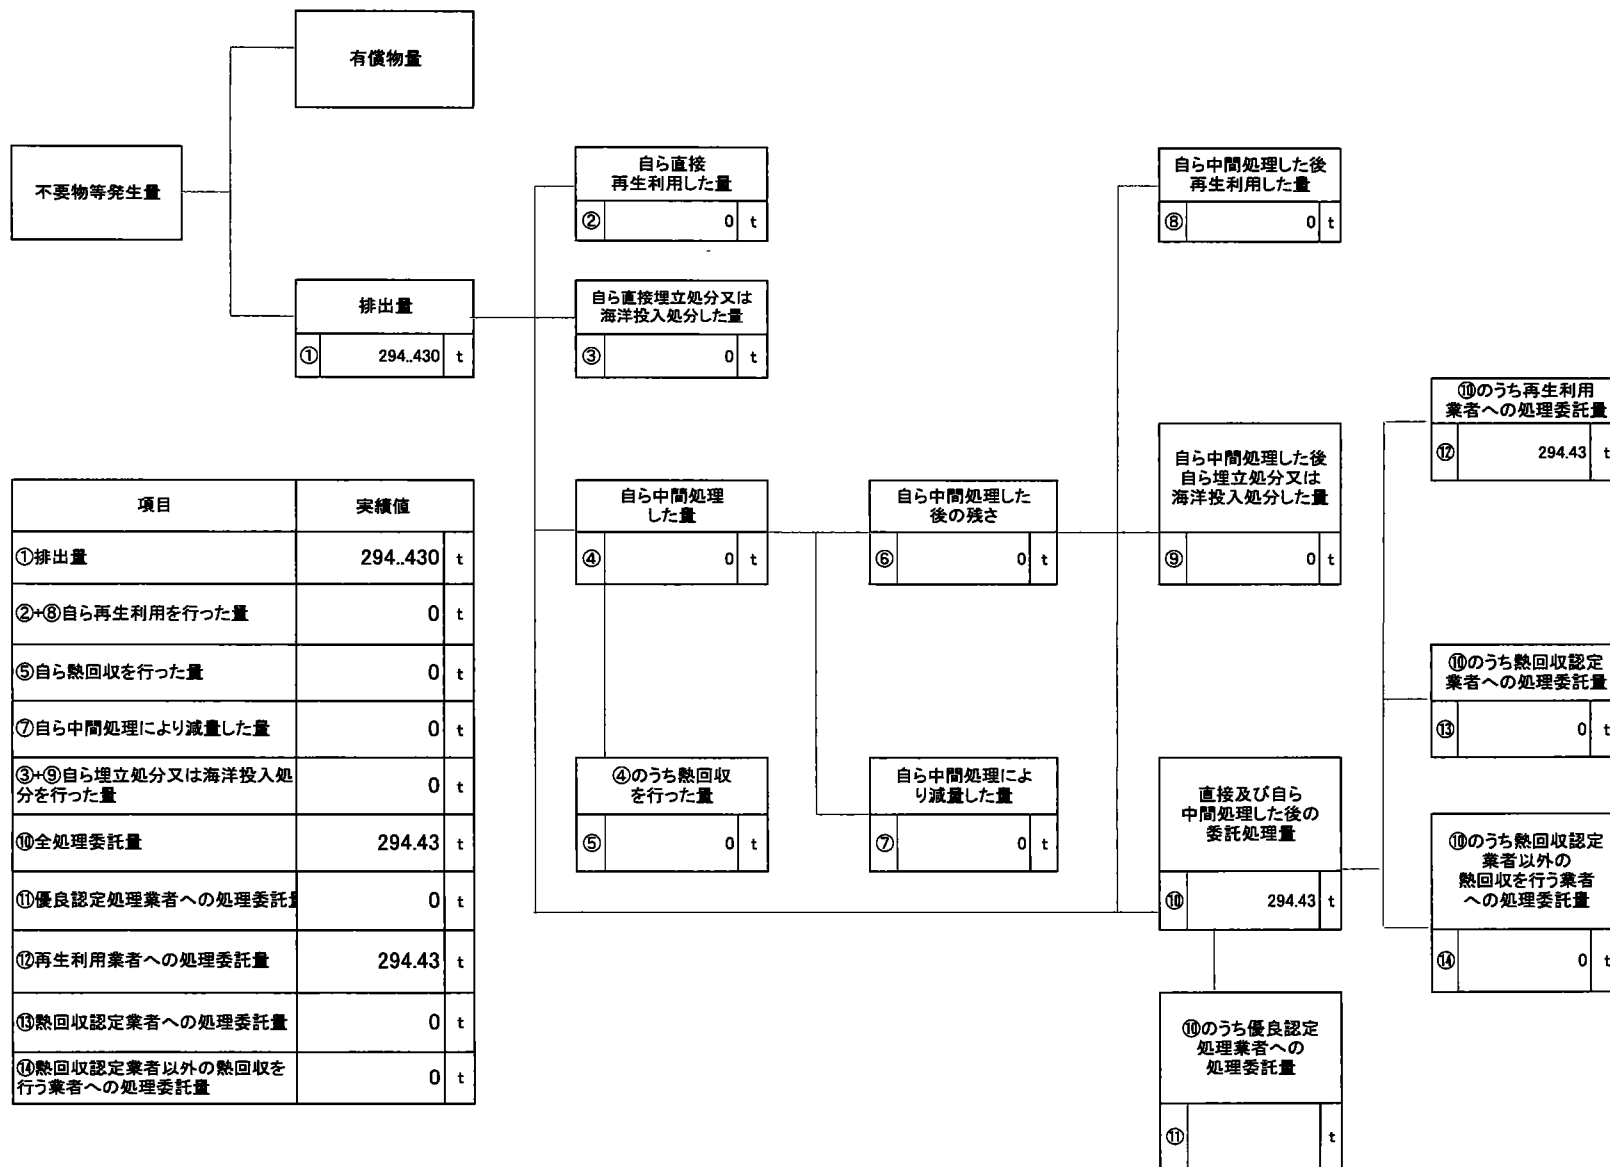 有償物量
不要物等発生量
排出量
① 294..430 t
自ら直接
再生利用した量
② 0 t
自ら直接埋立処分又は
海洋投入処分した量
③ 0 t
自ら中間処理
した量
④ 0 t
④のうち熱回収
を行った量
⑤ 0 t
自ら中間処理した
後の残さ
⑥ 0 t
自ら中間処理によ
り減量した量
⑦ 0 t
自ら中間処理した後
再生利用した量
⑧ 0 t
自ら中間処理した後
自ら埋立処分又は
海洋投入処分した量
⑨ 0 t
直接及び自ら
中間処理した後の
委託処理量
⑩ 294.43 t
⑩のうち優良認定
処理業者への
処理委託量
⑪ t
⑩のうち再生利用
業者への処理委託量
⑫ 294.43 t
⑩のうち熱回収認定
業者への処理委託量
⑬ 0 t
⑩のうち熱回収認定
業者以外の
熱回収を行う業者
への処理委託量
⑭ 0 t
項目 実績値
①排出量 294..430 t
②+⑧自ら再生利用を行った量 0 t
⑤自ら熱回収を行った量 0 t
⑦自ら中間処理により減量した量 0 t
③+⑨自ら埋立処分又は海洋投入処
分を行った量 0 t
⑩全処理委託量 294.43 t
⑪優良認定処理業者への処理委託量 0 t
⑫再生利用業者への処理委託量 294.43 t
⑬熱回収認定業者への処理委託量 0 t
⑭熱回収認定業者以外の熱回収を
行う業者への処理委託量 0 t